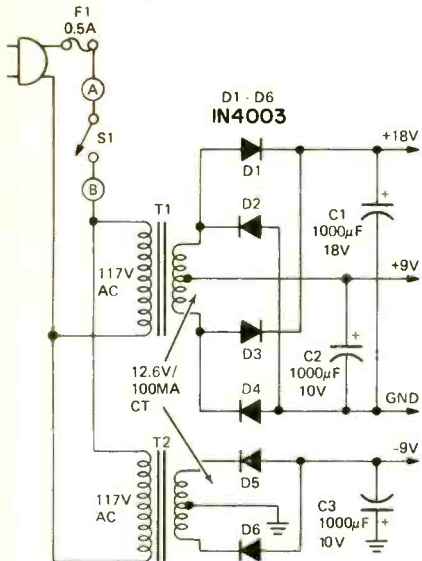 F1
0.5A
A
S1
B
D1 - D6
IN4003
+18V
D1
D2
C1
1000μF
18V
+
T1
117V
AC
+9V
D3
C2
1000μF
10V
+
12.6V/
100MA
CT
D4
GND
T2
-9V
D5
117V
AC
D6
C3
1000μF
10V
+